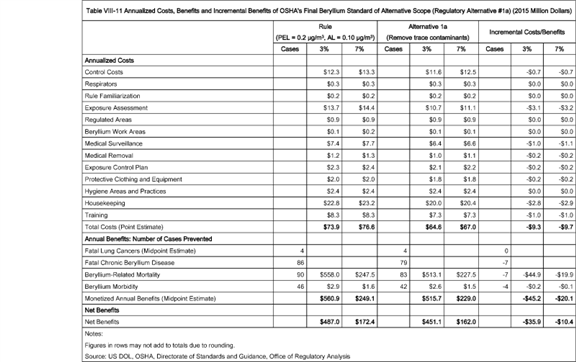 Table VIII-11 Annualized Costs, Benefits and Incremental Benefits of OSHA's Final Beryllium Standard of Alternative Scope (Regulatory Alternative #1a) (2015 Million Dollars)
Rule Alternative 1a Incremental Costs/Benefits
(PEL = 0.2 μg/m³, AL = 0.10 μg/m³) (Remove trace contaminants)
Cases 3% 7% Cases 3% 7% Cases 3% 7%
Annualized Costs
Control Costs $12.3 $13.3 $11.6 $12.5 -$0.7 -$0.7
Respirators $0.3 $0.3 $0.3 $0.3 $0.0 $0.0
Rule Familiarization $0.2 $0.2 $0.2 $0.2 $0.0 $0.0
Exposure Assessment $13.7 $14.4 $10.7 $11.1 -$3.1 -$3.2
Regulated Areas $0.9 $0.9 $0.9 $0.9 $0.0 $0.0
Beryllium Work Areas $0.1 $0.2 $0.1 $0.1 $0.0 $0.0
Medical Surveillance $7.4 $7.7 $6.4 $6.6 -$1.0 -$1.1
Medical Removal $1.2 $1.3 $1.0 $1.1 -$0.2 -$0.2
Exposure Control Plan $2.3 $2.4 $2.1 $2.2 -$0.2 -$0.2
Protective Clothing and Equipment $2.0 $2.0 $1.8 $1.8 -$0.2 -$0.2
Hygiene Areas and Practices $2.4 $2.4 $2.4 $2.4 $0.0 $0.0
Housekeeping $22.8 $23.2 $20.0 $20.4 -$2.8 -$2.9
Training $8.3 $8.3 $7.3 $7.3 -$1.0 -$1.0
Total Costs (Point Estimate) $73.9 $76.6 $64.6 $67.0 -$9.3 -$9.7
Annual Benefits: Number of Cases Prevented
Fatal Lung Cancers (Midpoint Estimate) 4 4 0
Fatal Chronic Beryllium Disease 86 79 -7
Beryllium-Related Mortality 90 $558.0 $247.5 83 $513.1 $227.5 -7 -$44.9 -$19.9
Beryllium Morbidity 46 $2.9 $1.6 42 $2.6 $1.5 -4 -$0.2 -$0.1
Monetized Annual Benefits (Midpoint Estimate) $560.9 $249.1 $515.7 $229.0 -$45.2 -$20.1
Net Benefits
Net Benefits $487.0 $172.4 $451.1 $162.0 -$35.9 -$10.4
Notes:
Figures in rows may not add to totals due to rounding.
Source: US DOL, OSHA, Directorate of Standards and Guidance, Office of Regulatory Analysis